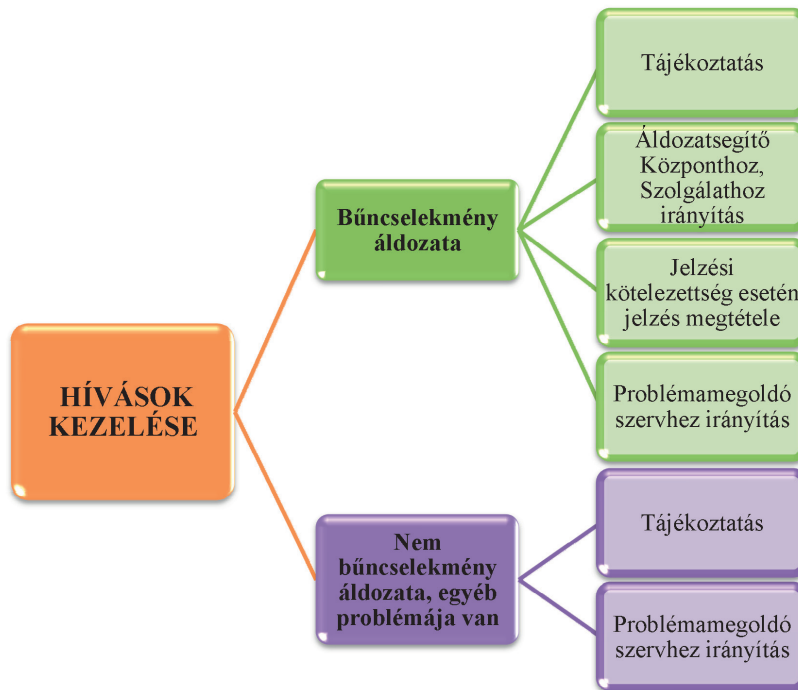 HÍVÁSOK
KEZELÉSE
Bűncselekmény
áldozata
Tájékoztatás
Áldozatsegítő
Központhoz,
Szolgálathoz
irányítás
Jelzési
kötelezettség esetén
jelzés megtétele
Problémamegoldó
szervhez irányítás
Nem
bűncselekmény
áldozata, egyéb
problémája van
Tájékoztatás
Problémamegoldó
szervhez irányítás